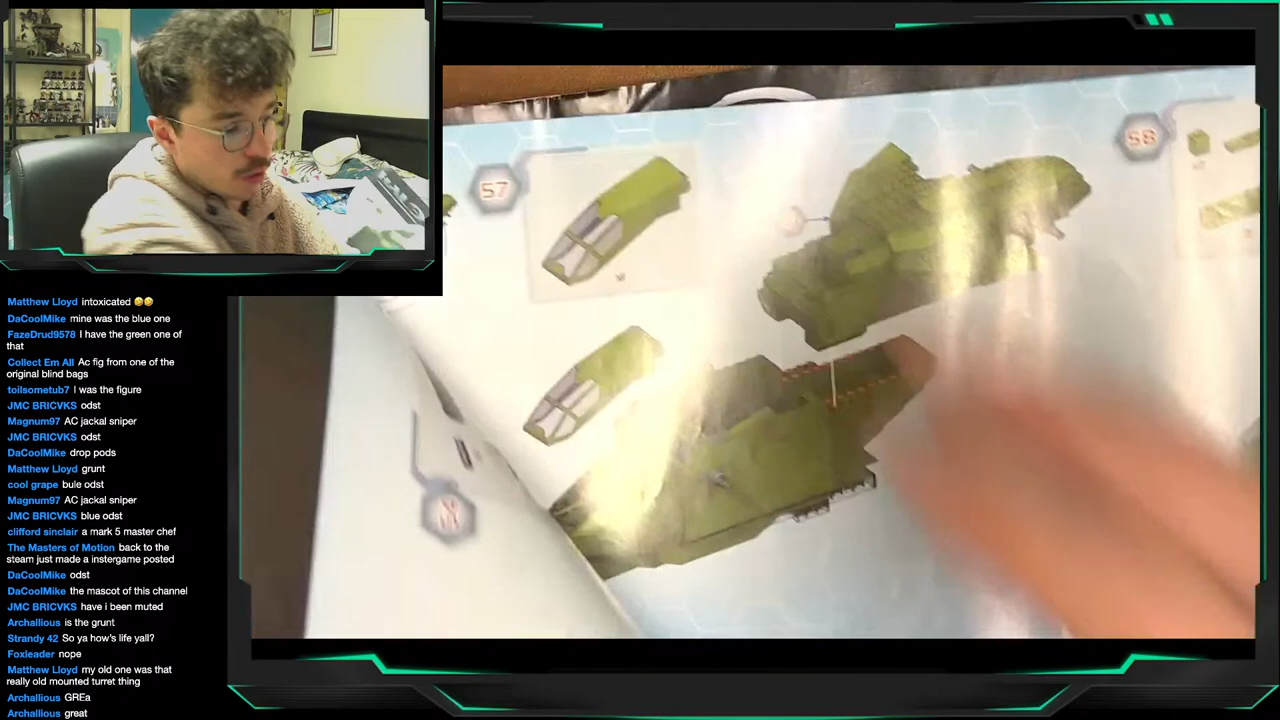 57
58
Matthew Lloyd intoxicated 🤣🤣
DaCoolMike mine was the blue one
FazeDrud9578 I have the green one of
that
Collect Em All Ac fig from one of the
original blind bags
toilsometub7 I was the figure
JMC BRICVKS odst
Magnum97 AC jackal sniper
JMC BRICVKS odst
DaCoolMike drop pods
Matthew Lloyd grunt
cool grape bule odst
Magnum97 AC jackal sniper
JMC BRICVKS blue odst
clifford sinclair a mark 5 master chef
The Masters of Motion back to the
steam just made a instergame posted
DaCoolMike odst
DaCoolMike the mascot of this channel
JMC BRICVKS have i been muted
Archallious is the grunt
Strandy 42 So ya how's life yall?
Foxleader nope
Matthew Lloyd my old one was that
really old mounted turret thing
Archallious GREa
Archallious great